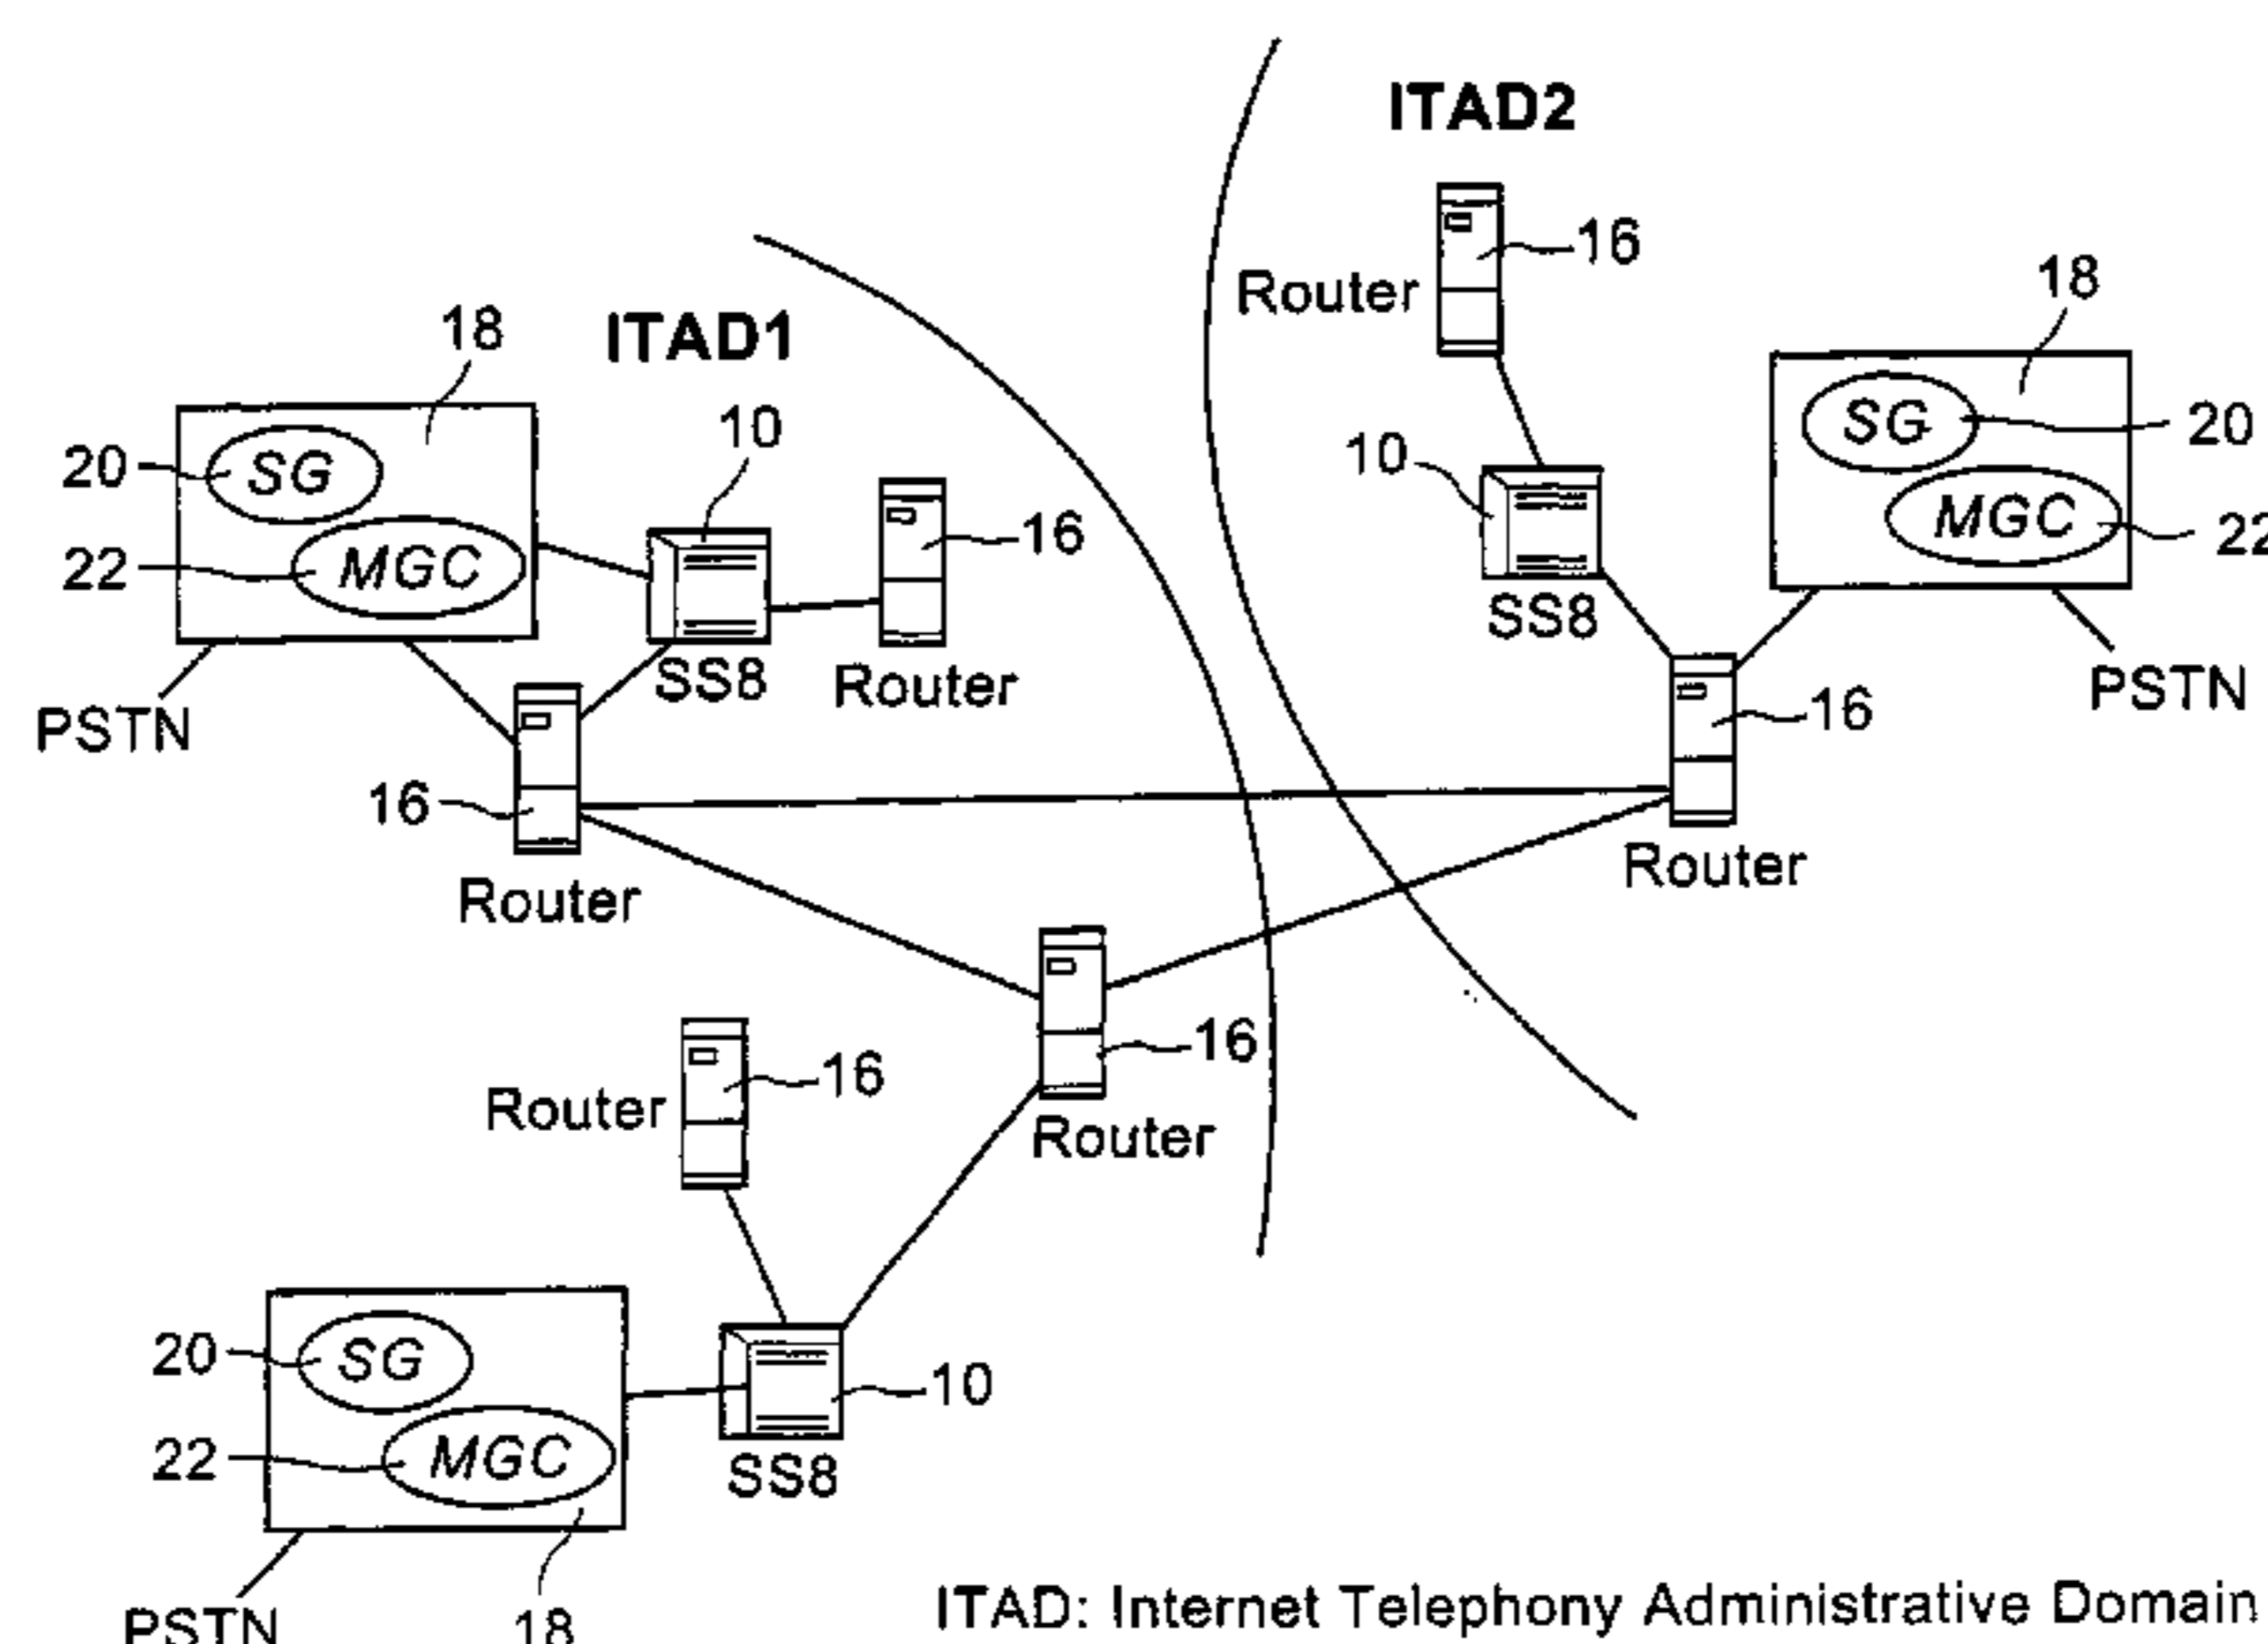 ITAD2
16
Router
18
18
ITAD1
SG
20
10
10
20
SG
MGC
22
16
22
MGC
SS8
SS8
Router
PSTN
PSTN
16
16
Router
Router
16
Router
16
Router
Router
20
SG
10
22
MGC
SS8
PSTN
18
ITAD: Internet Telephony Administrative Domain